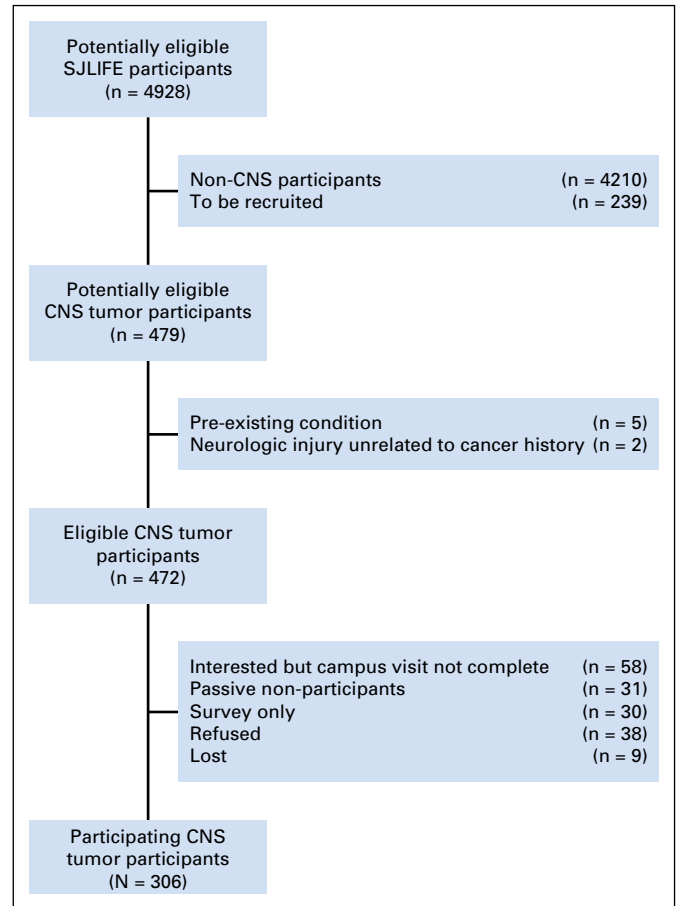 Potentially eligible
SJLIFE participants
(n = 4928)
Non-CNS participants (n = 4210)
To be recruited (n = 239)
Potentially eligible
CNS tumor participants
(n = 479)
Pre-existing condition (n = 5)
Neurologic injury unrelated to cancer history (n = 2)
Eligible CNS tumor
participants
(n = 472)
Interested but campus visit not complete (n = 58)
Passive non-participants (n = 31)
Survey only (n = 30)
Refused (n = 38)
Lost (n = 9)
Participating CNS
tumor participants
(N = 306)